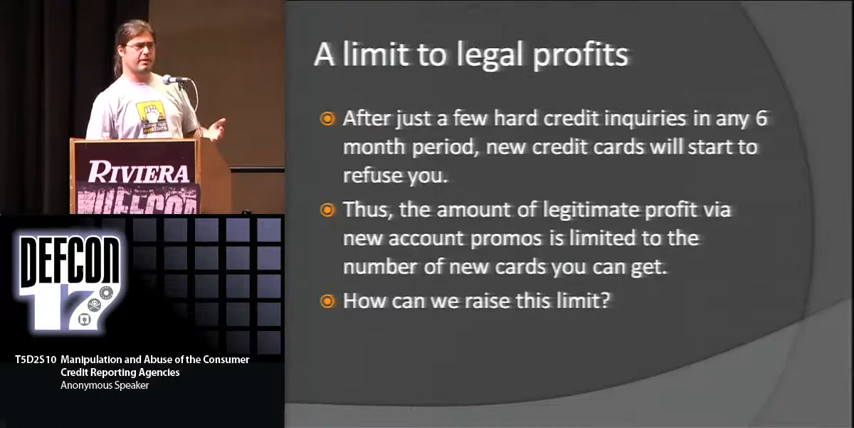 A limit to legal profits
After just a few hard credit inquiries in any 6
month period, new credit cards will start to
refuse you.
Thus, the amount of legitimate profit via
new account promos is limited to the
number of new cards you can get.
How can we raise this limit?
RIVIERA
DEFCON
DEFCON
17
T5D2S10 Manipulation and Abuse of the Consumer
Credit Reporting Agencies
Anonymous Speaker